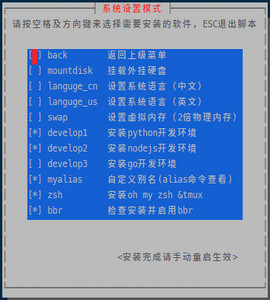 系统设置模式
请按空格及方向键来选择需要安装的软件，ESC退出脚本
[ ] back 返回上级菜单
[ ] mountdisk 挂载外挂硬盘
[ ] languge_cn 设置系统语言（中文）
[ ] languge_us 设置系统语言（英文）
[ ] swap 设置虚拟内存（2倍物理内存）
[*] develop1 安装python开发环境
[*] develop2 安装nodejs开发环境
[ ] develop3 安装go开发环境
[*] myalias 自定义别名(alias命令查看)
[*] zsh 安装oh my zsh &tmux
[*] bbr 检查安装并启用bbr
<安装完成请手动重启生效>